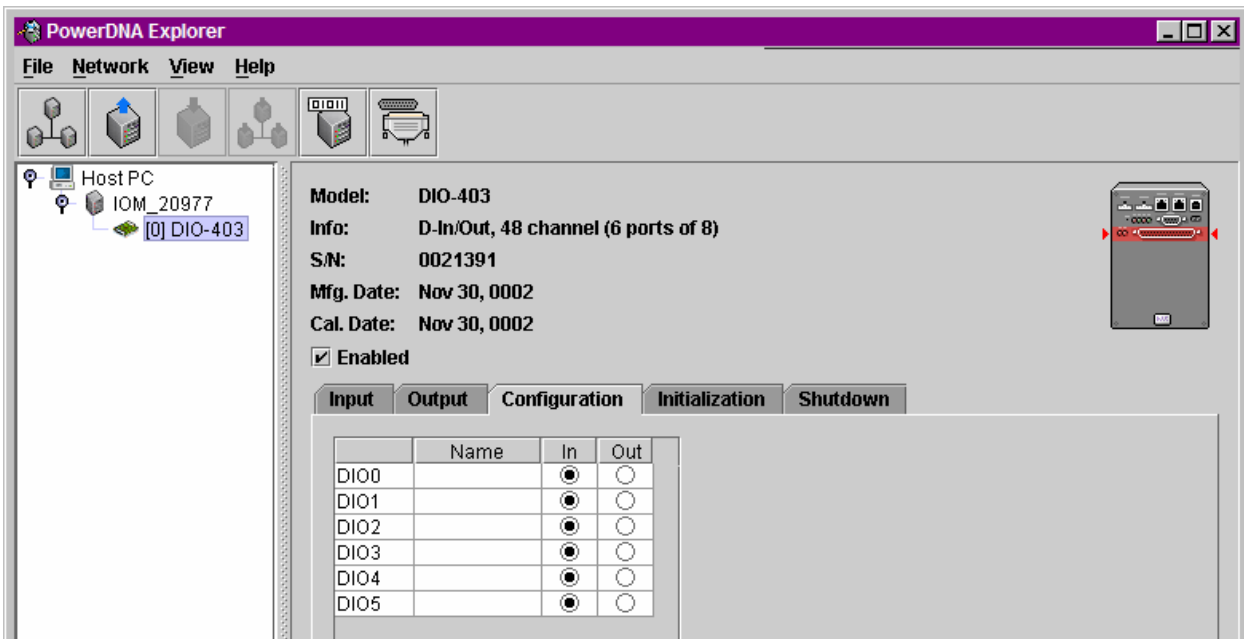 PowerDNA Explorer
File Network View Help
Host PC
IOM_20977
[0] DIO-403
Model: DIO-403
Info: D-In/Out, 48 channel (6 ports of 8)
S/N: 0021391
Mfg. Date: Nov 30, 0002
Cal. Date: Nov 30, 0002
Enabled
Input Output Configuration Initialization Shutdown
Name In Out
DIO0
DIO1
DIO2
DIO3
DIO4
DIO5